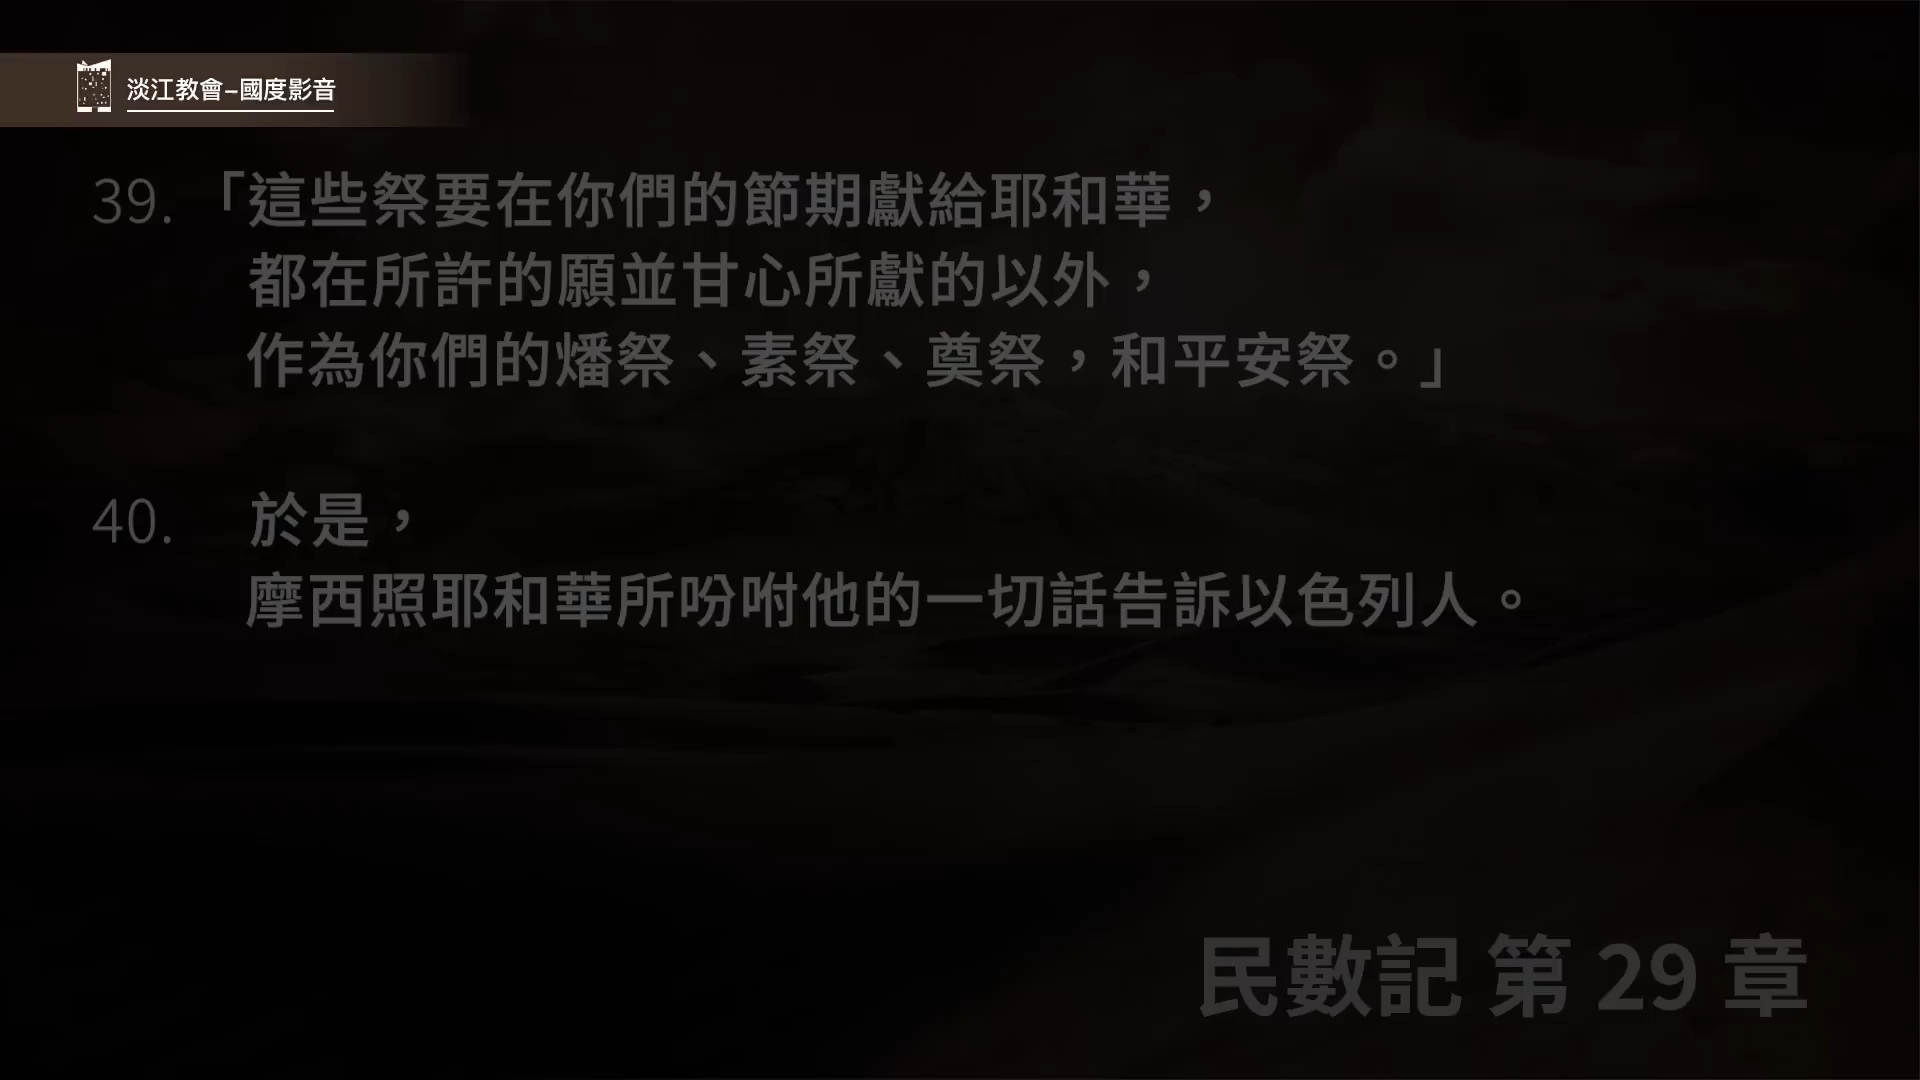 淡江教會–國度影音
39. 「這些祭要在你們的節期獻給耶和華，
都在所許的願並甘心所獻的以外，
作為你們的燔祭、素祭、奠祭，和平安祭。」
40. 於是，
摩西照耶和華所吩咐他的一切話告訴以色列人。
民數記 第 29 章